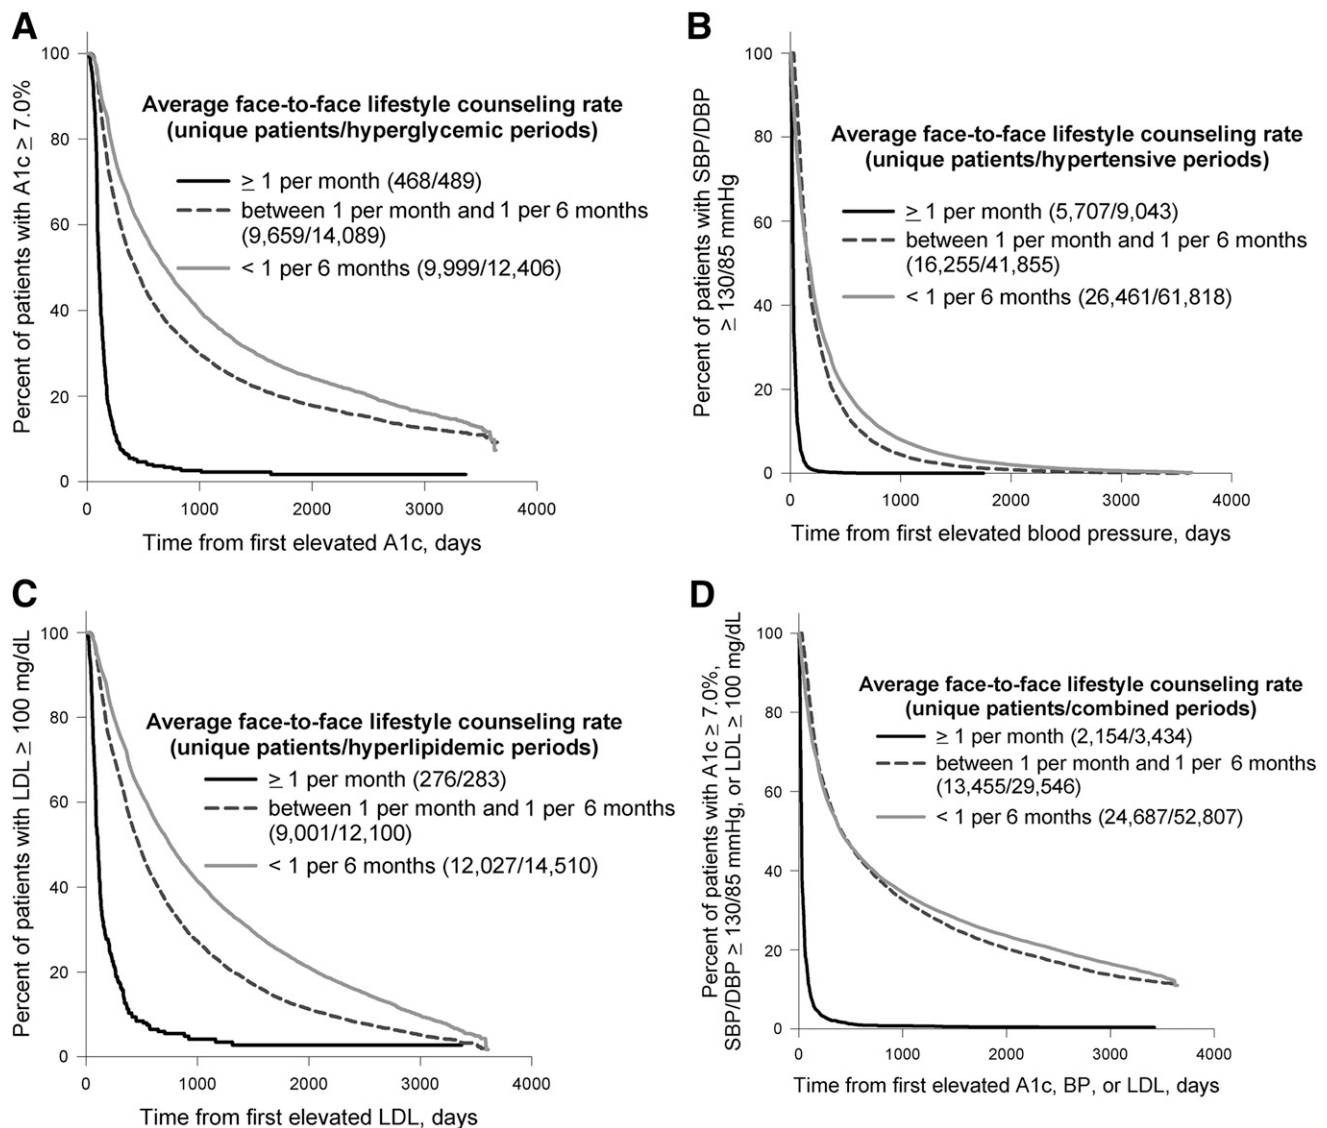 A
Percent of patients with A1c ≥ 7.0%
100
80
60
40
20
0
Average face-to-face lifestyle counseling rate
(unique patients/hyperglycemic periods)
≥ 1 per month (468/489)
between 1 per month and 1 per 6 months
(9,659/14,089)
< 1 per 6 months (9,999/12,406)
0 1000 2000 3000 4000
Time from first elevated A1c, days
B
Percent of patients with SBP/DBP
≥ 130/85 mmHg
100
80
60
40
20
0
Average face-to-face lifestyle counseling rate
(unique patients/hypertensive periods)
≥ 1 per month (5,707/9,043)
between 1 per month and 1 per 6 months
(16,255/41,855)
< 1 per 6 months (26,461/61,818)
0 1000 2000 3000 4000
Time from first elevated blood pressure, days
C
Percent of patients with LDL ≥ 100 mg/dL
100
80
60
40
20
0
Average face-to-face lifestyle counseling rate
(unique patients/hyperlipidemic periods)
≥ 1 per month (276/283)
between 1 per month and 1 per 6 months
(9,001/12,100)
< 1 per 6 months (12,027/14,510)
0 1000 2000 3000 4000
Time from first elevated LDL, days
D
Percent of patients with A1c ≥ 7.0%,
SBP/DBP ≥ 130/85 mmHg, or LDL ≥ 100 mg/dL
100
80
60
40
20
0
Average face-to-face lifestyle counseling rate
(unique patients/combined periods)
≥ 1 per month (2,154/3,434)
between 1 per month and 1 per 6 months
(13,455/29,546)
< 1 per 6 months (24,687/52,807)
0 1000 2000 3000 4000
Time from first elevated A1c, BP, or LDL, days